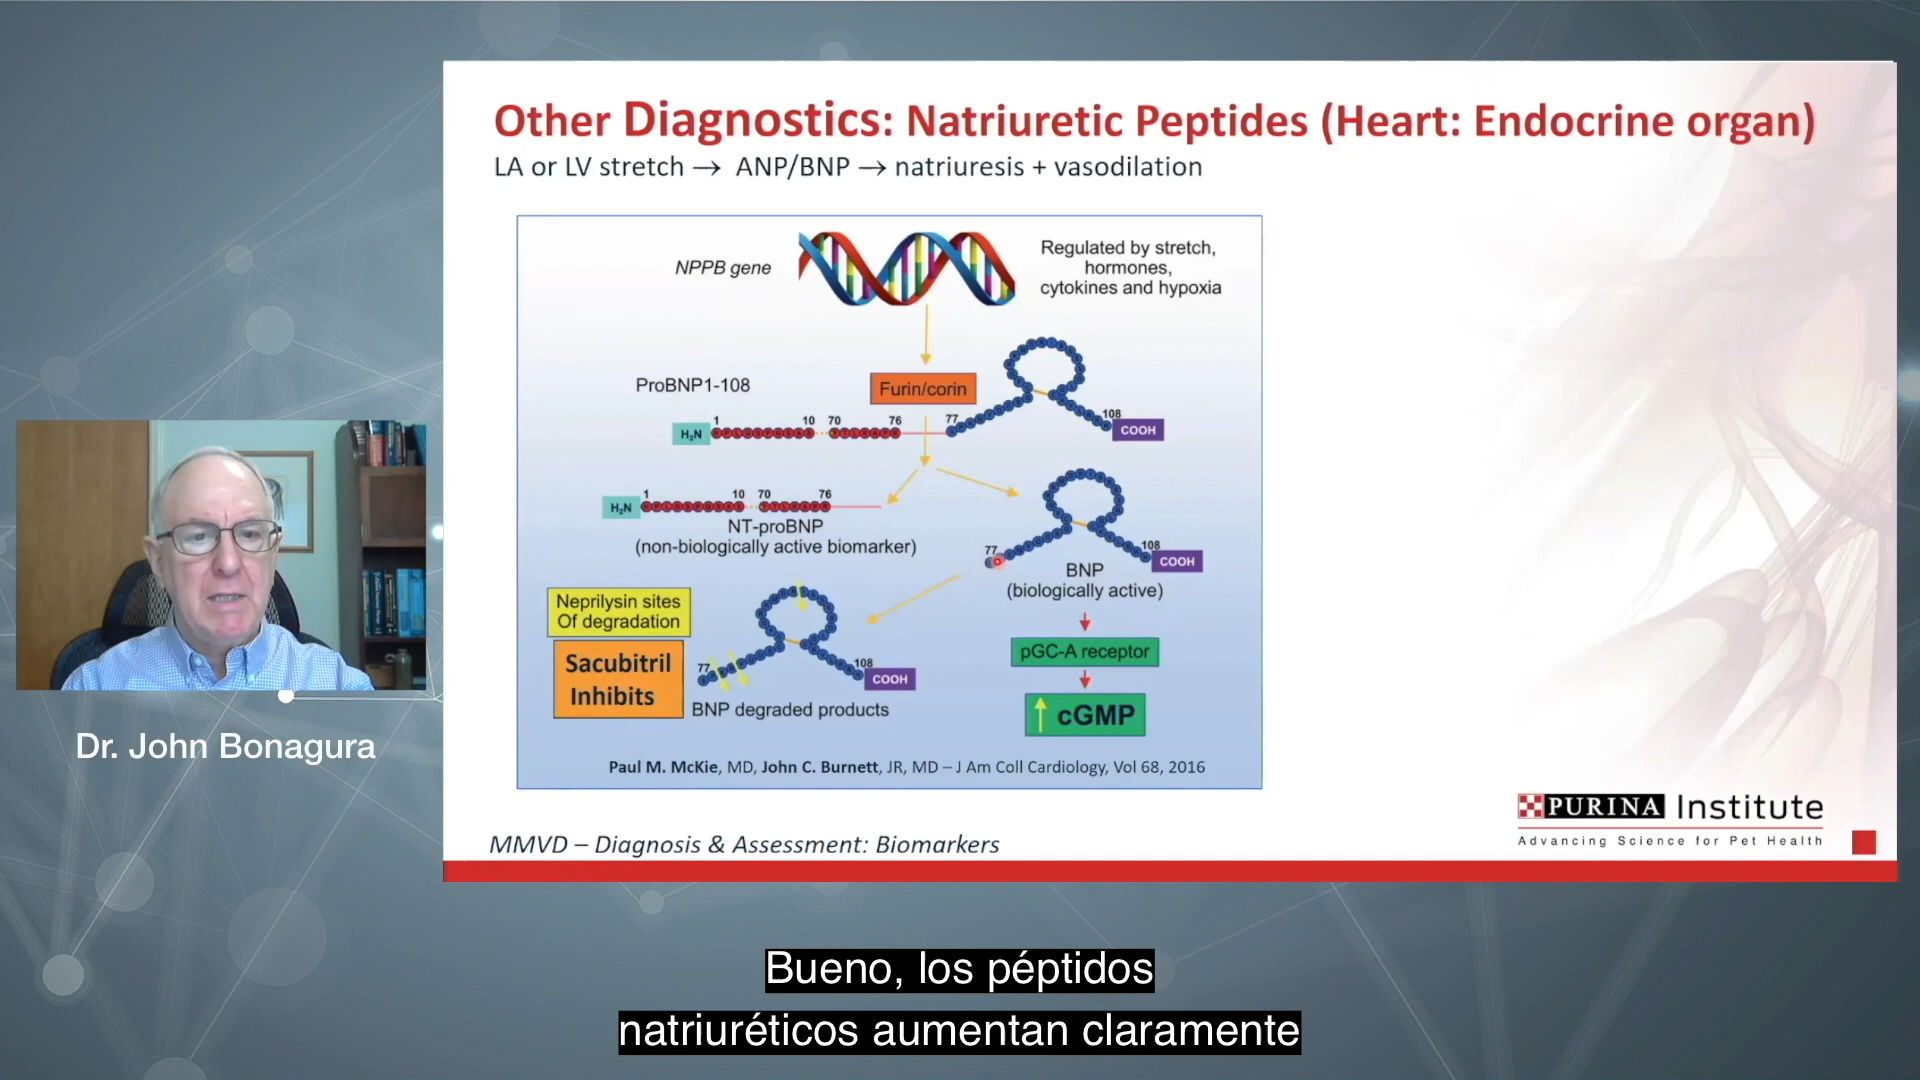 Other Diagnostics: Natriuretic Peptides (Heart: Endocrine organ)
LA or LV stretch → ANP/BNP → natriuresis + vasodilation
NPPB gene
Regulated by stretch,
hormones,
cytokines and hypoxia
ProBNP1-108
Furin/corin
H₂N
1
10
70
76
77
108
COOH
H₂N
1
10
70
76
NT-proBNP
(non-biologically active biomarker)
77
108
COOH
BNP
(biologically active)
Neprilysin sites
Of degradation
Sacubitril
Inhibits
77
108
COOH
BNP degraded products
pGC-A receptor
cGMP
Paul M. McKie, MD, John C. Burnett, JR, MD – J Am Coll Cardiology, Vol 68, 2016
MMVD – Diagnosis & Assessment: Biomarkers
PURINA Institute
Advancing Science for Pet Health
Dr. John Bonagura
Bueno, los péptidos
natriuréticos aumentan claramente